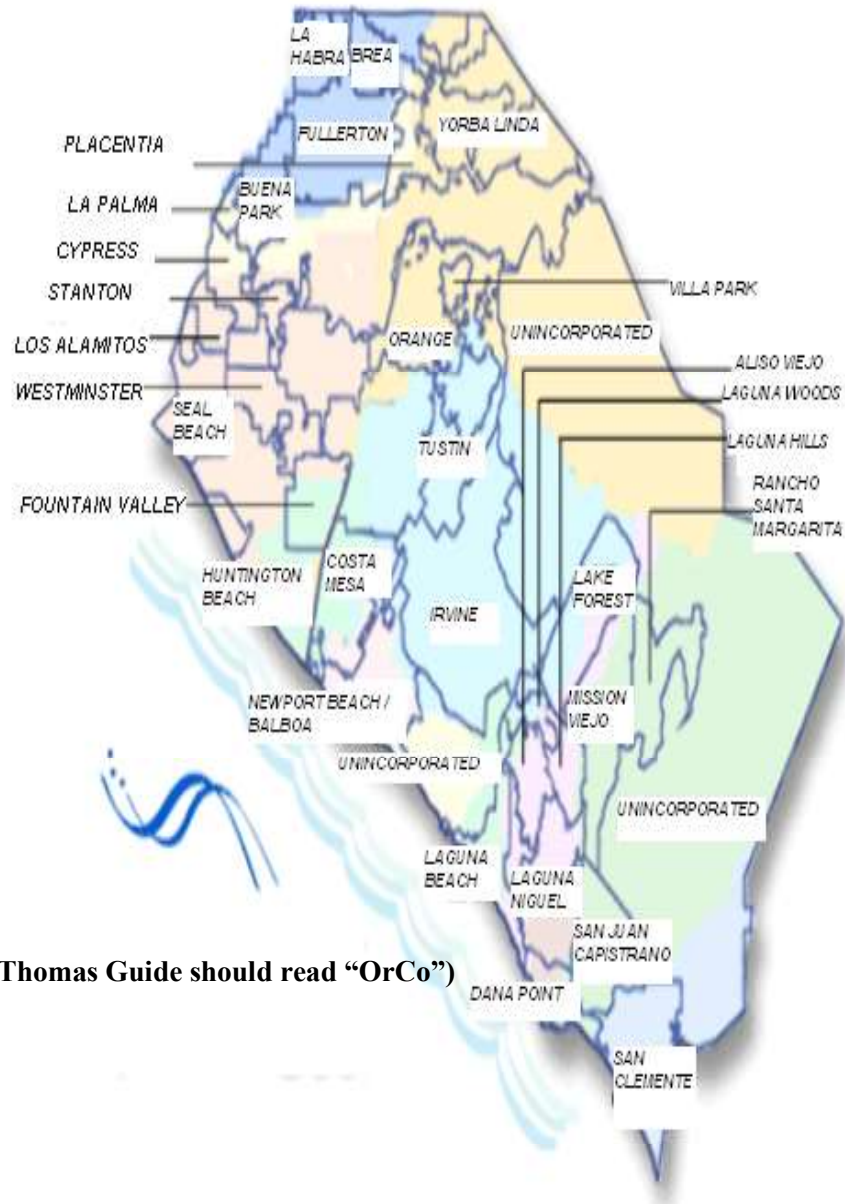 LA
HABRA
BREA
FULLERTON
YORBA LINDA
PLACENTIA
BUENA
PARK
LA PALMA
CYPRESS
STANTON
VILLA PARK
LOS ALAMITOS
ORANGE
UNINCORPORATED
ALISO VIEJO
WESTMINSTER
LAGUNA WOODS
SEAL
BEACH
LAGUNA HILLS
TUSTIN
RANCHO
SANTA
MARGARITA
FOUNTAIN VALLEY
HUNTINGTON
BEACH
COSTA
MESA
LAKE
FOREST
IRVINE
NEWPORT BEACH /
BALBOA
MISSION
VIEJO
UNINCORPORATED
UNINCORPORATED
LAGUNA
BEACH
LAGUNA
NIGUEL
SAN JUAN
CAPISTRANO
Thomas Guide should read “OrCo”)
DANA POINT
SAN
CLEMENTE